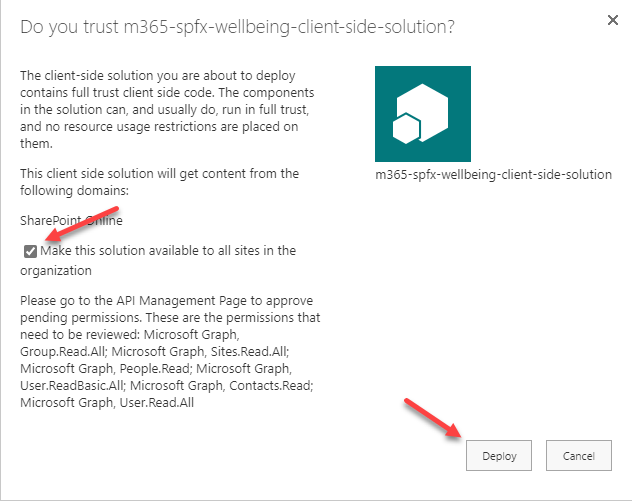 Do you trust m365-spfx-wellbeing-client-side-solution?
The client-side solution you are about to deploy
contains full trust client side code. The components
in the solution can, and usually do, run in full trust,
and no resource usage restrictions are placed on
them.
This client side solution will get content from the
following domains:
SharePoint Online
Make this solution available to all sites in the
organization
Please go to the API Management Page to approve
pending permissions. These are the permissions that
need to be reviewed: Microsoft Graph,
Group.Read.All; Microsoft Graph, Sites.Read.All;
Microsoft Graph, People.Read; Microsoft Graph,
User.ReadBasic.All; Microsoft Graph, Contacts.Read;
Microsoft Graph, User.Read.All
m365-spfx-wellbeing-client-side-solution
Deploy
Cancel